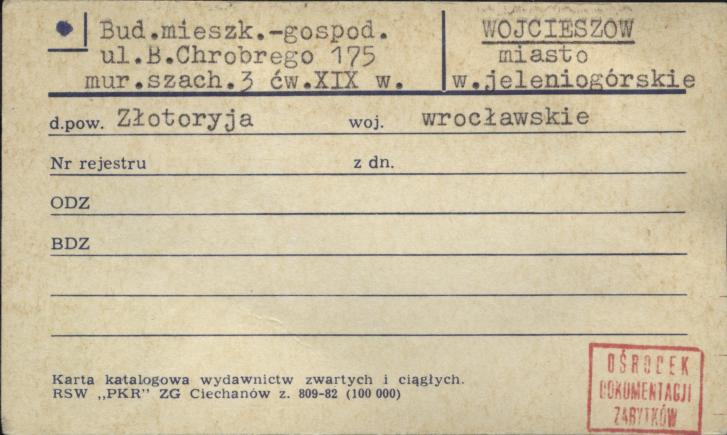 Bud.mieszk.-gospod.
ul.B.Chrobrego 175
mur.szach.3 ćw.XIX w.
WOJCIESZOW
miasto
w.jeleniogórskie
d.pow. Złotoryja woj. wrocławskie
Nr rejestru z dn.
ODZ
BDZ
Karta katalogowa wydawnictw zwartych i ciągłych.
RSW „PKR” ZG Ciechanów z. 809-82 (100 000)
OŚRODEK
DOKUMENTACJI
ZABYTKÓW